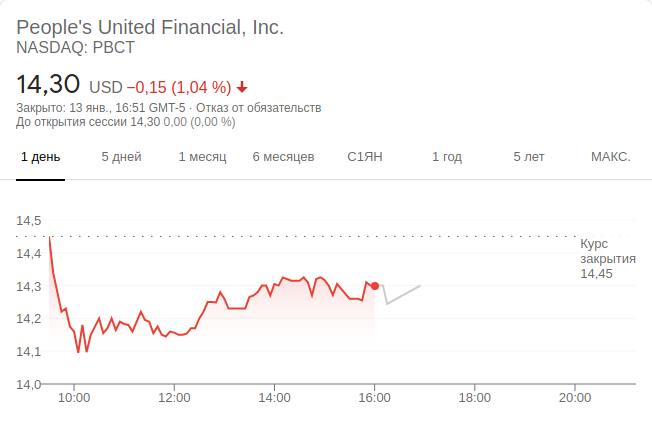 People's United Financial, Inc.
NASDAQ: PBCT
14,30 USD −0,15 (1,04 %)
Закрыто: 13 янв., 16:51 GMT-5 · Отказ от обязательств
До открытия сессии 14,30 0,00 (0,00 %)
1 день 5 дней 1 месяц 6 месяцев С1ЯН 1 год 5 лет МАКС.
14,5
Курс
закрытия
14,45
14,4
14,3
14,2
14,1
14,0
10:00 12:00 14:00 16:00 18:00 20:00